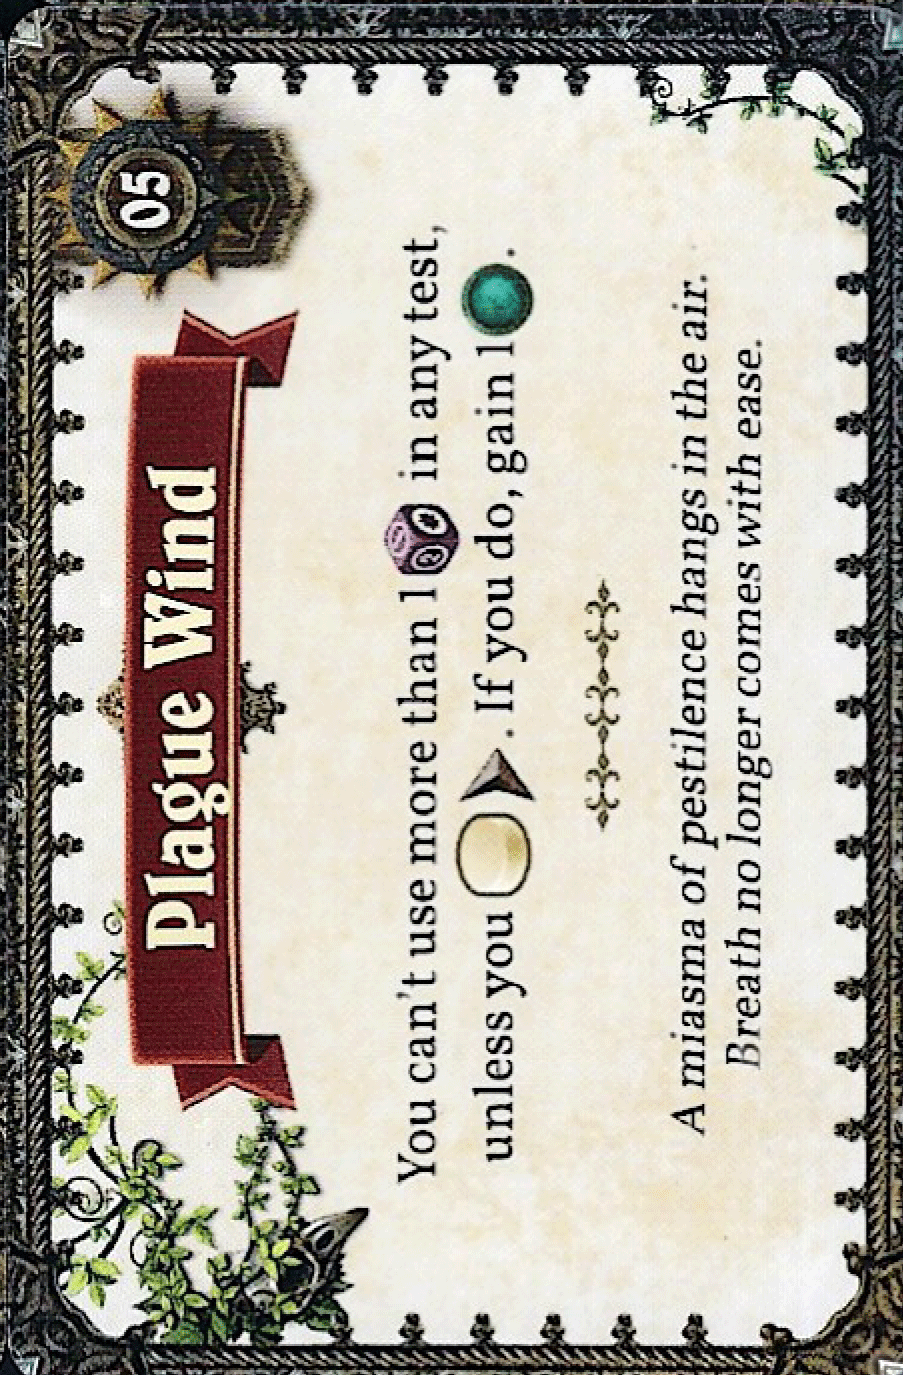 05
Plague Wind
You can't use more than 1 in any test,
unless you . If you do, gain 1 .
A miasma of pestilence hangs in the air.
Breath no longer comes with ease.